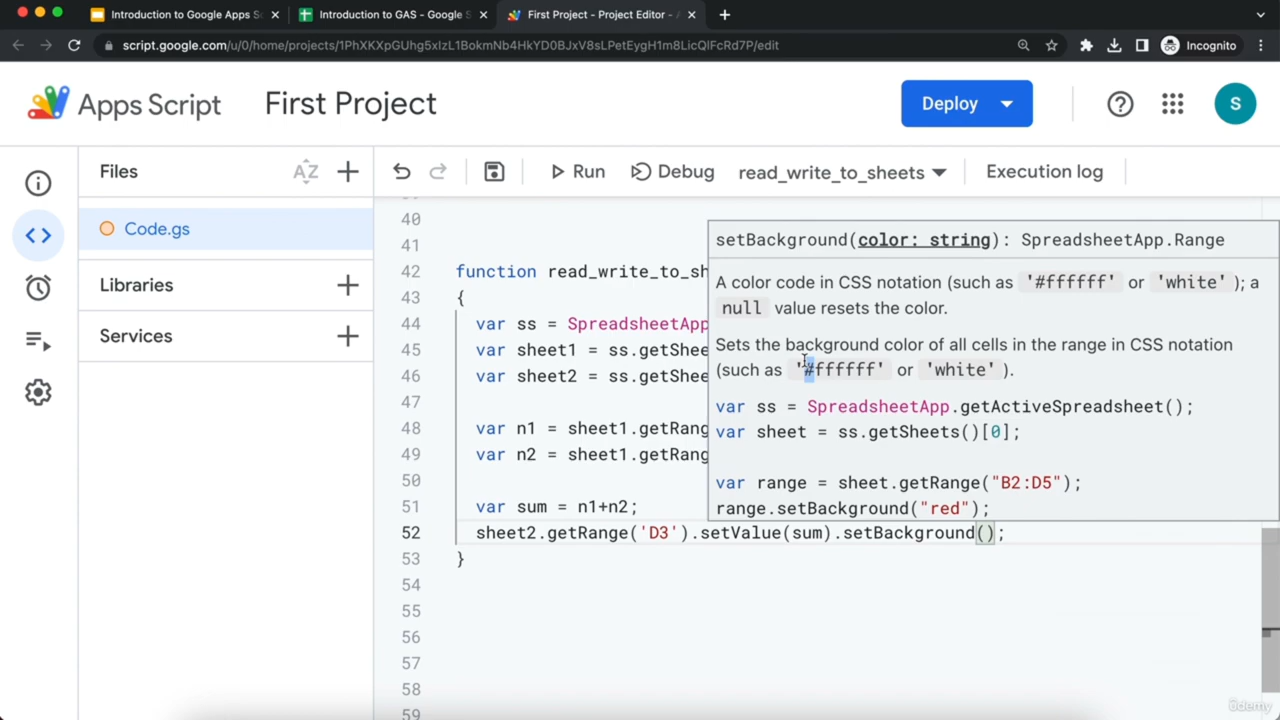 Introduction to Google Apps Sc
Introduction to GAS - Google S
First Project - Project Editor - A
script.google.com/u/0/home/projects/1PhXKXpGUhg5xIzL1BokmNb4HkYD0BJxV8sLPetEygH1m8LicQlFcRd7P/edit
Incognito
Apps Script
First Project
Deploy
S
Files
AZ
Run
Debug
read_write_to_sheets
Execution log
Code.gs
Libraries
Services
40
41
42 function read_write_to_sh
43 {
44 var ss = SpreadsheetApp
45 var sheet1 = ss.getShee
46 var sheet2 = ss.getShee
47
48 var n1 = sheet1.getRang
49 var n2 = sheet1.getRang
50
51 var sum = n1+n2;
52 sheet2.getRange('D3').setValue(sum).setBackground();
53 }
54
55
56
57
58
59
setBackground(color: string): SpreadsheetApp.Range
A color code in CSS notation (such as '#ffffff' or 'white'); a
null value resets the color.
Sets the background color of all cells in the range in CSS notation
(such as '#ffffff' or 'white').
var ss = SpreadsheetApp.getActiveSpreadsheet();
var sheet = ss.getSheets()[0];
var range = sheet.getRange("B2:D5");
range.setBackground("red");
ûdemy